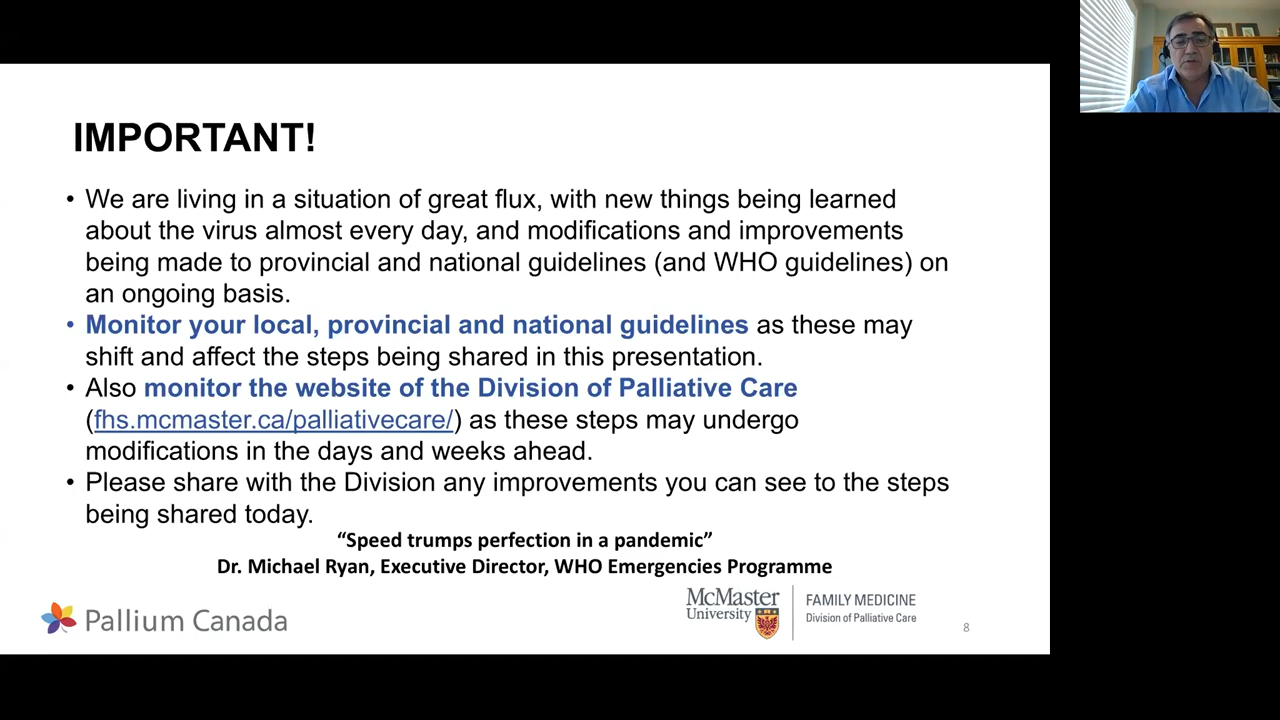 IMPORTANT!
• We are living in a situation of great flux, with new things being learned
about the virus almost every day, and modifications and improvements
being made to provincial and national guidelines (and WHO guidelines) on
an ongoing basis.
• Monitor your local, provincial and national guidelines as these may
shift and affect the steps being shared in this presentation.
• Also monitor the website of the Division of Palliative Care
(fhs.mcmaster.ca/palliativecare/) as these steps may undergo
modifications in the days and weeks ahead.
• Please share with the Division any improvements you can see to the steps
being shared today.
“Speed trumps perfection in a pandemic”
Dr. Michael Ryan, Executive Director, WHO Emergencies Programme
Pallium Canada
McMaster
University
FAMILY MEDICINE
Division of Palliative Care
8